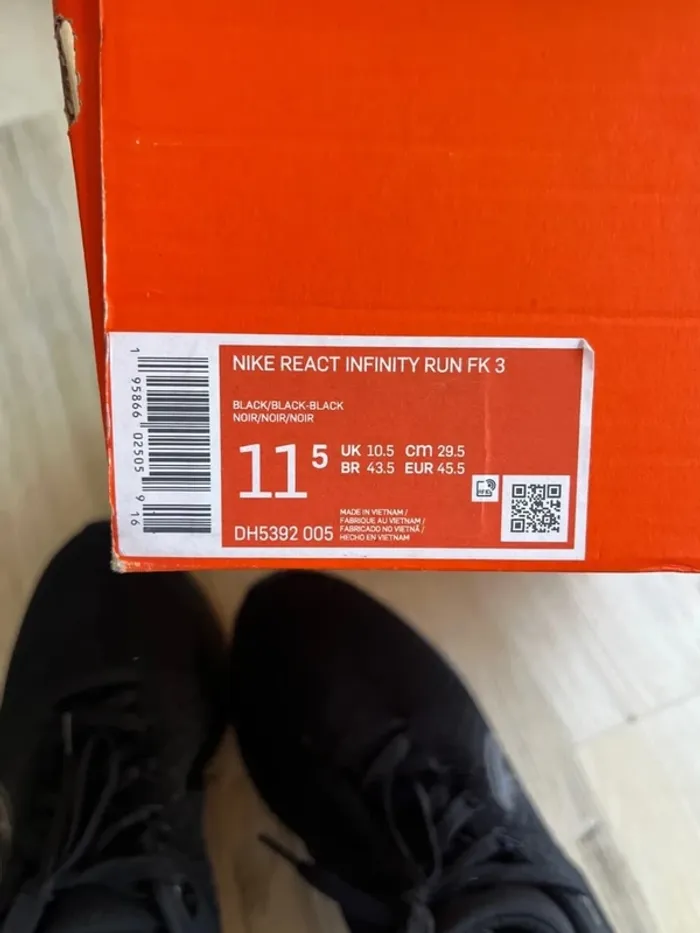 NIKE REACT INFINITY RUN FK 3
BLACK/BLACK-BLACK
NOIR/NOIR/NOIR
11 5
UK 10.5 cm 29.5
BR 43.5 EUR 45.5
DH5392 005
MADE IN VIETNAM /
FABRIQUE AU VIETNAM /
FABRICADO NO VIETNÃ /
HECHO EN VIETNAM
1 95866 02505 9 16